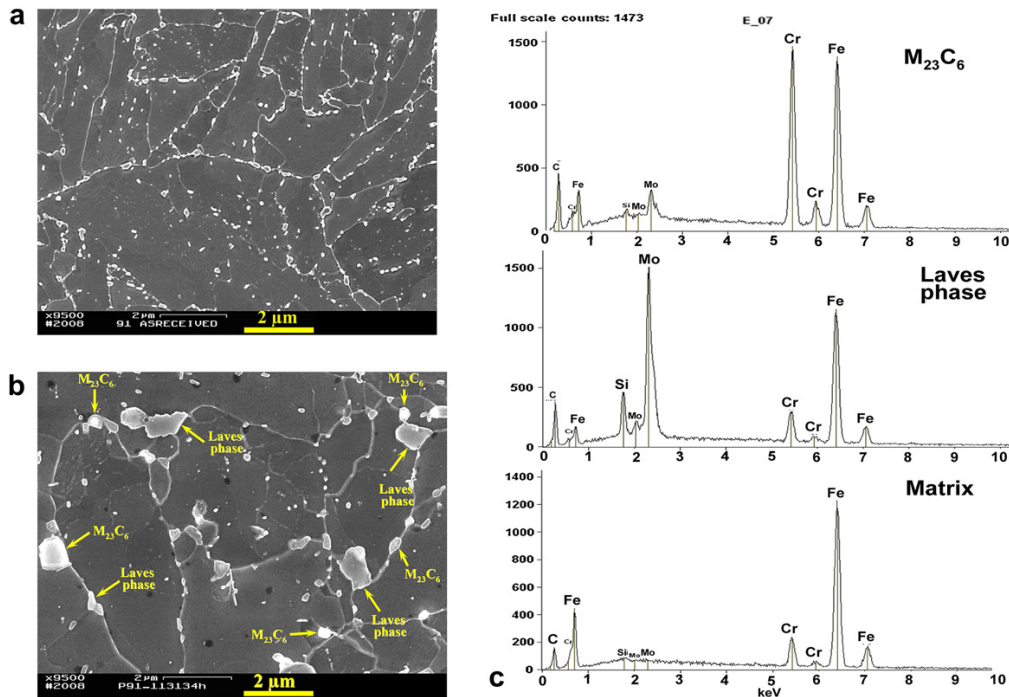 a
x9500 2µm 2 µm
#2008 91 ASRECEIVED
b
M23C6
M23C6
Laves
phase
Laves
phase
M23C6
Laves
phase
M23C6
Laves
phase
M23C6
x9500 2µm 2 µm
#2008 P91-113134h
c
Full scale counts: 1473 E_07
M23C6
1500
1000
500
0
C Cr Fe Si Mo Mo Cr Cr Fe Fe
0 1 2 3 4 5 6 7 8 9 10
Laves
phase
1500
1000
500
0
C Cr Fe Si Mo Mo Cr Cr Fe Fe
0 1 2 3 4 5 6 7 8 9 10
Matrix
1400
1200
1000
800
600
400
200
0
C Cr Fe Si Mo Mo Cr Cr Fe Fe
0 1 2 3 4 5 6 7 8 9 10
keV